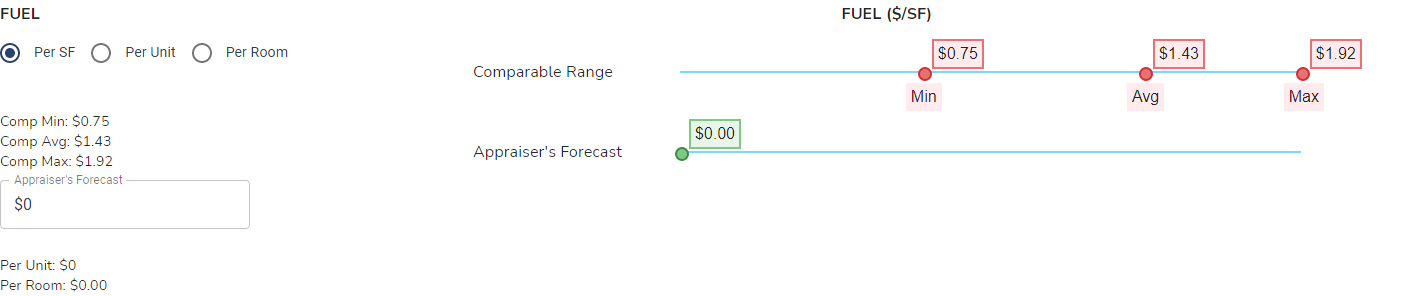 FUEL
Per SF
Per Unit
Per Room
Comp Min: $0.75
Comp Avg: $1.43
Comp Max: $1.92
Appraiser's Forecast
$0
Per Unit: $0
Per Room: $0.00
FUEL ($/SF)
Comparable Range
$0.75
$1.43
$1.92
Min
Avg
Max
Appraiser's Forecast
$0.00